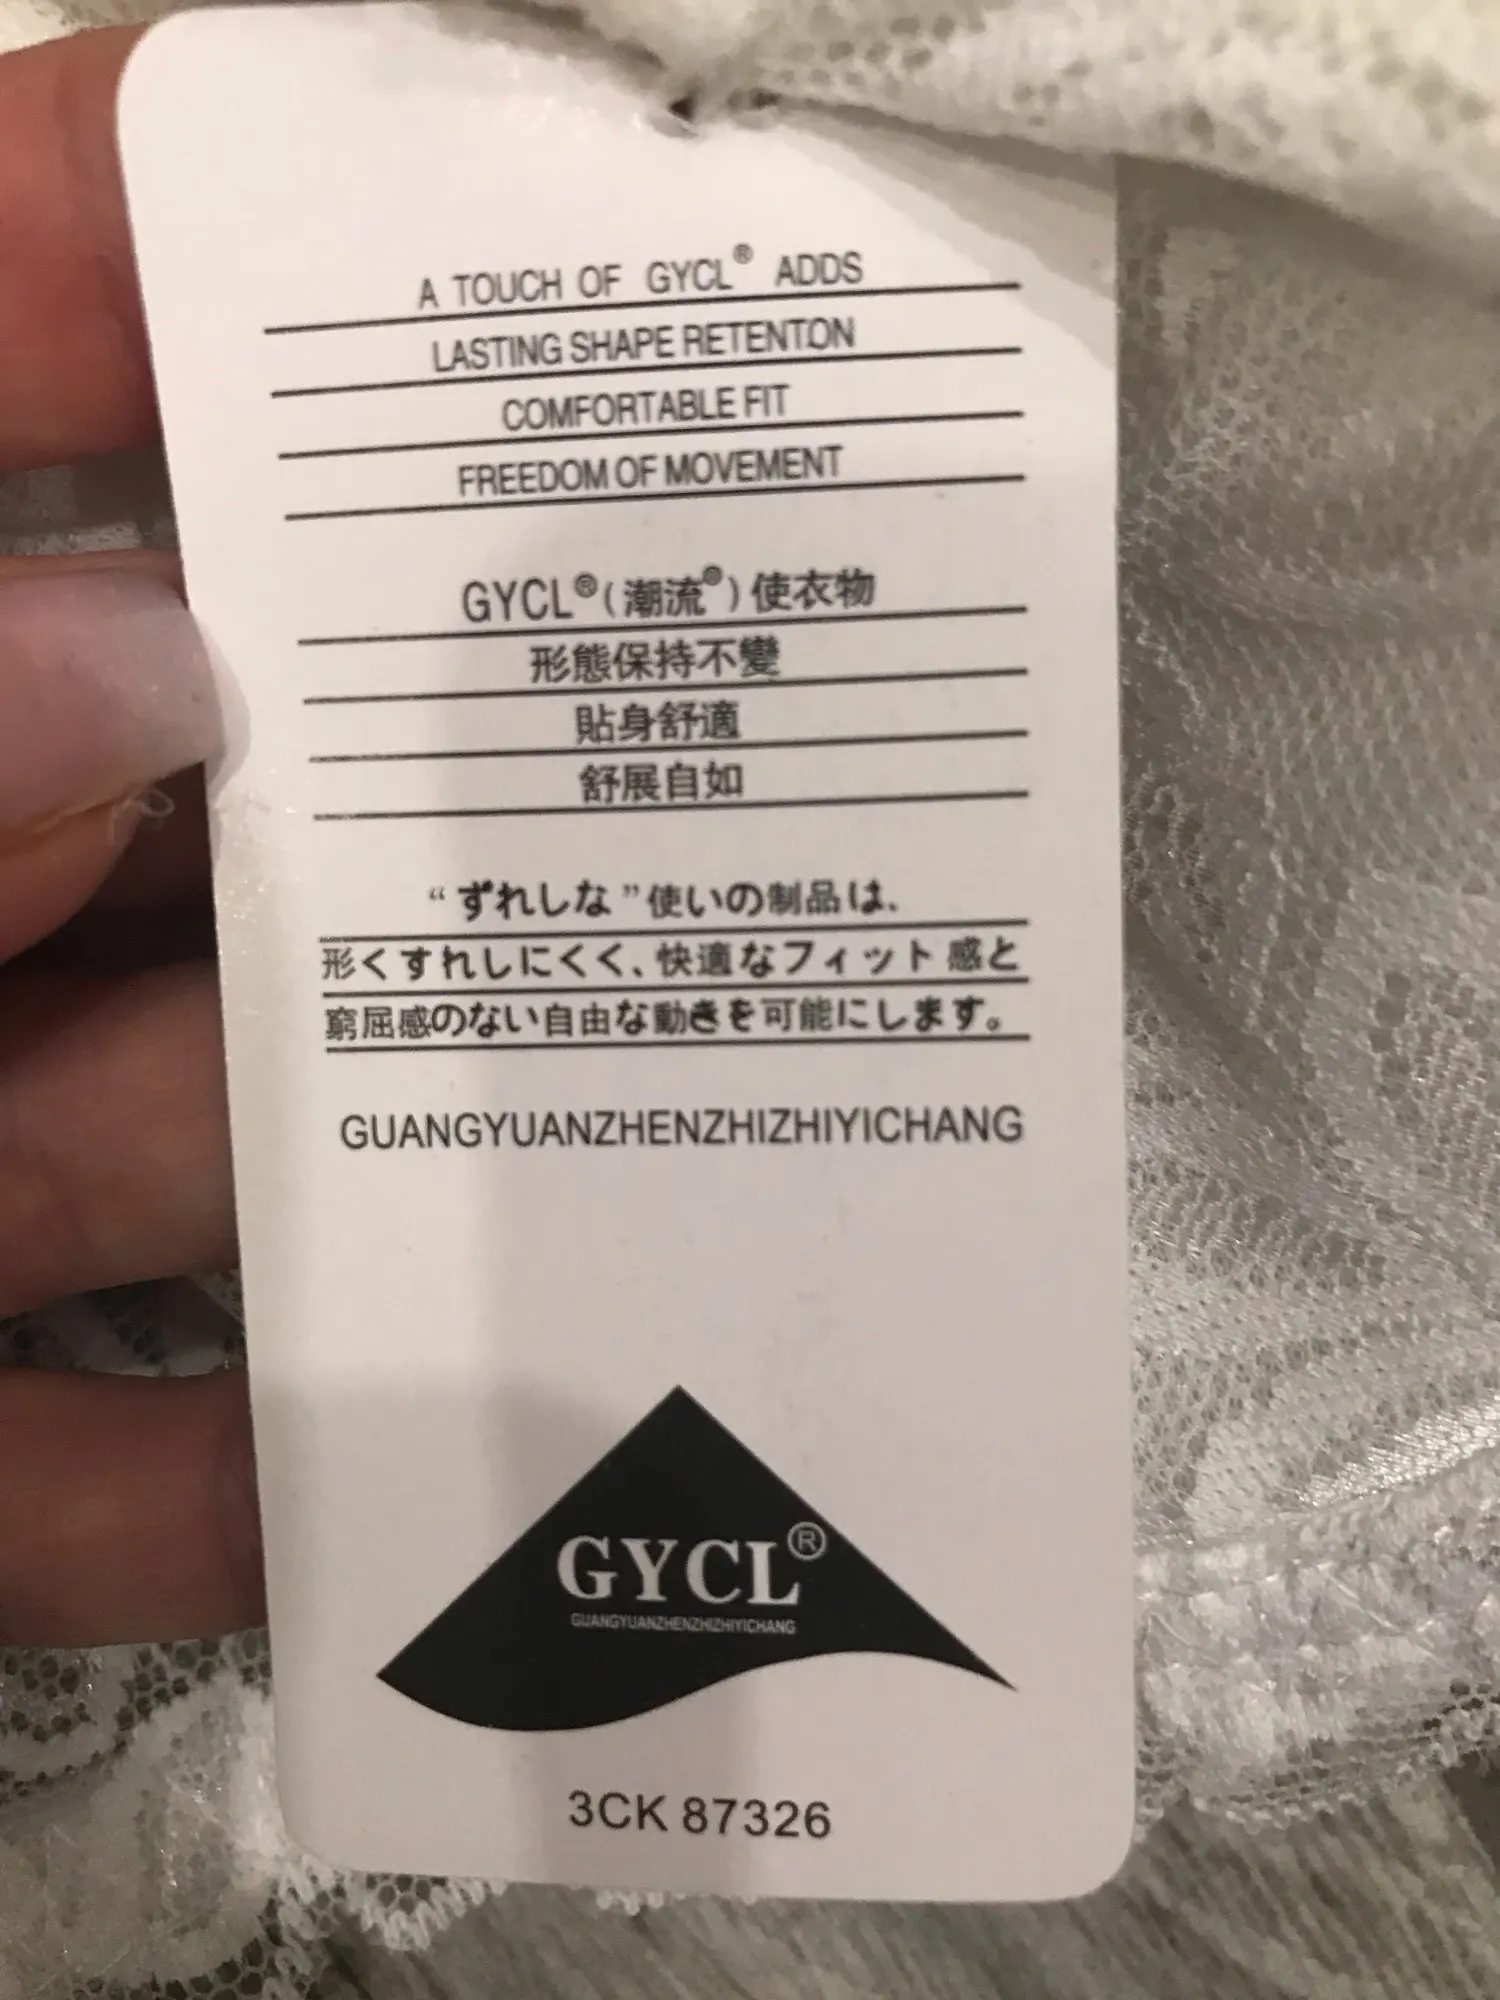 A TOUCH OF GYCL® ADDS
LASTING SHAPE RETENTON
COMFORTABLE FIT
FREEDOM OF MOVEMENT
GYCL®(潮流®)使衣物
形態保持不變
貼身舒適
舒展自如
“ずれしな”使いの制品は、
形くすれしにくく、快適なフィット感と
窮屈感のない自由な動きを可能にします。
GUANGYUANZHENZHIZHIYICHANG
GYCL®
GUANGYUANZHENZHIZHIYICHANG
3CK 87326